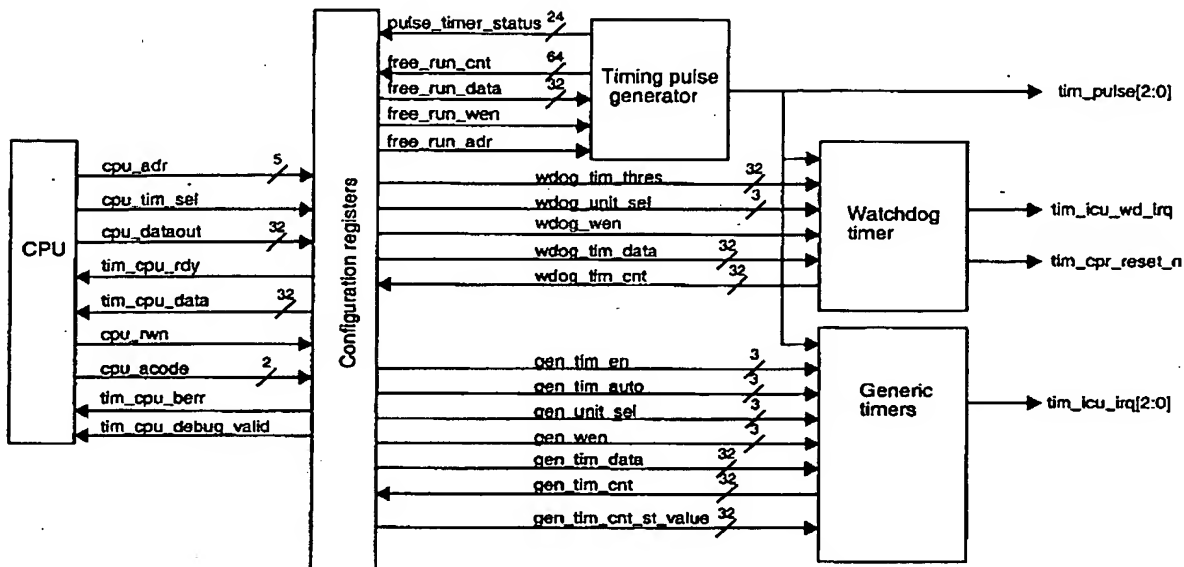 pulse_timer_status 24
free_run_cnt 64
free_run_data 32
free_run_wen
free_run_adr
Timing pulse
generator
tim_pulse[2:0]
CPU
cpu_adr 5
cpu_tim_sel
cpu_dataout 32
tim_cpu_rdy
tim_cpu_data 32
cpu_rwn
cpu_acode 2
tim_cpu_berr
tim_cpu_debug_valid
Configuration registers
wdog_tim_thres 32
wdog_unit_sel 3
wdog_wen
wdog_tim_data 32
wdog_tim_cnt 32
Watchdog
timer
tim_icu_wd_irq
tim_cpr_reset_n
gen_tim_en 3
gen_tim_auto 3
gen_unit_sel 3
gen_wen 3
gen_tim_data 32
gen_tim_cnt 32
gen_tim_cnt_st_value 32
Generic
timers
tim_icu_irq[2:0]